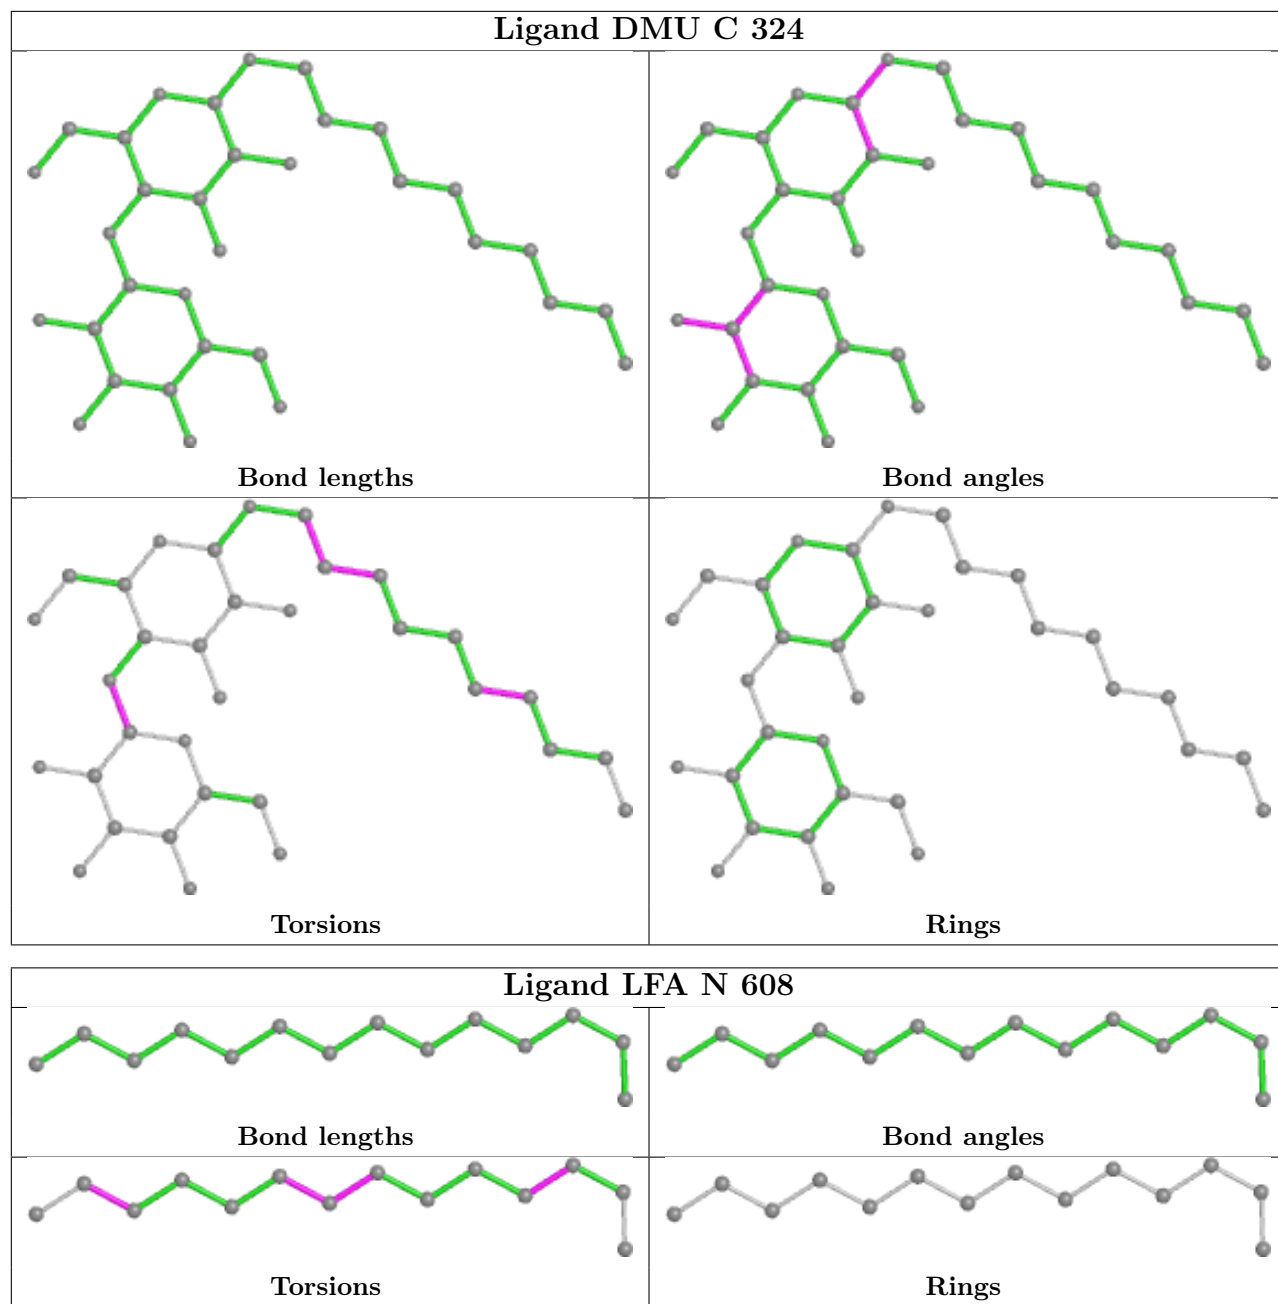 Ligand DMU C 324
Bond lengths
Bond angles
Torsions
Rings
Ligand LFA N 608
Bond lengths
Bond angles
Torsions
Rings